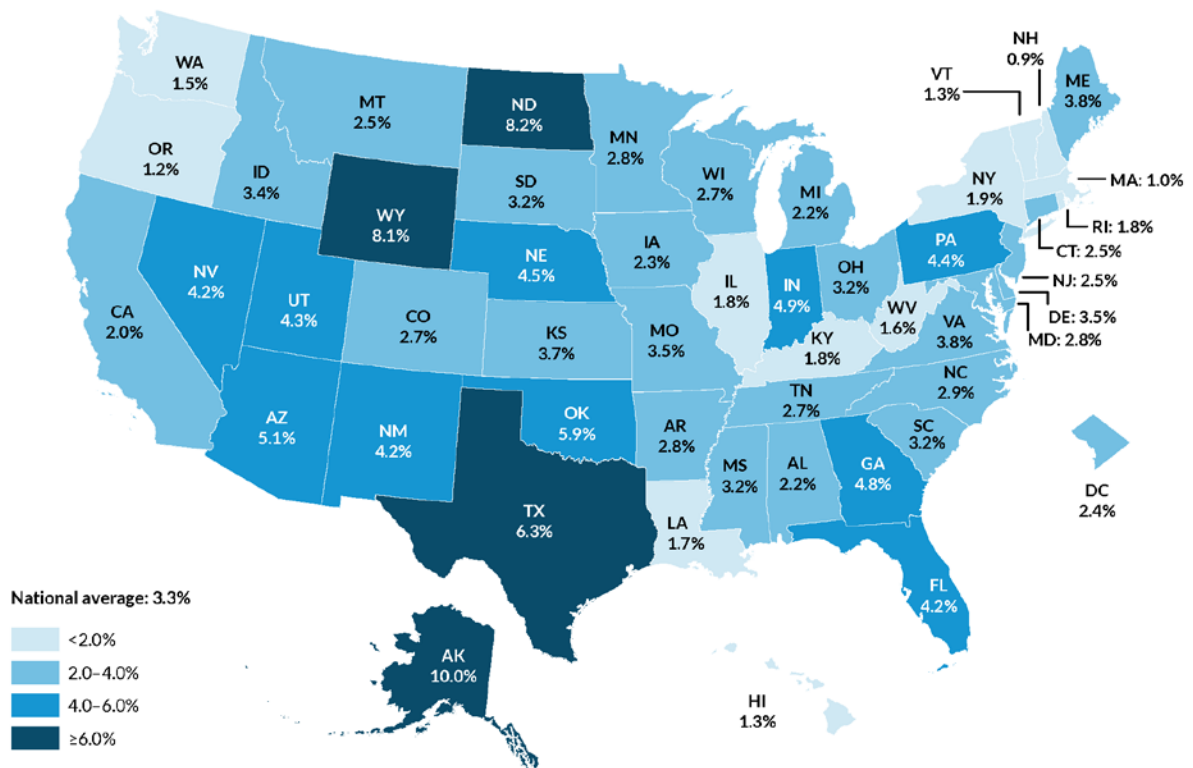 WA
1.5%
OR
1.2%
CA
2.0%
ID
3.4%
NV
4.2%
MT
2.5%
WY
8.1%
UT
4.3%
AZ
5.1%
CO
2.7%
NM
4.2%
ND
8.2%
SD
3.2%
NE
4.5%
KS
3.7%
OK
5.9%
TX
6.3%
MN
2.8%
IA
2.3%
MO
3.5%
AR
2.8%
LA
1.7%
WI
2.7%
IL
1.8%
MI
2.2%
IN
4.9%
OH
3.2%
KY
1.8%
TN
2.7%
MS
3.2%
AL
2.2%
GA
4.8%
FL
4.2%
SC
3.2%
NC
2.9%
VA
3.8%
WV
1.6%
PA
4.4%
NY
1.9%
VT
1.3%
NH
0.9%
ME
3.8%
MA: 1.0%
RI: 1.8%
CT: 2.5%
NJ: 2.5%
DE: 3.5%
MD: 2.8%
DC
2.4%
AK
10.0%
HI
1.3%
National average: 3.3%
<2.0%
2.0–4.0%
4.0–6.0%
≥6.0%